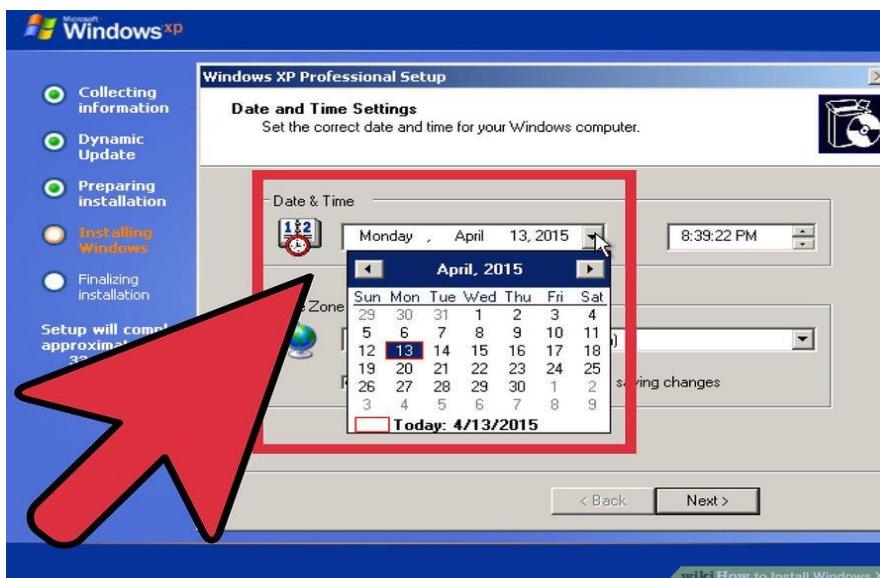 Microsoft
Windows xp
Collecting
information
Dynamic
Update
Preparing
installation
Installing
Windows
Finalizing
installation
Setup will
approximat
Windows XP Professional Setup
Date and Time Settings
Set the correct date and time for your Windows computer.
Date & Time
Monday , April 13, 2015
8:39:22 PM
April, 2015
Sun Mon Tue Wed Thu Fri Sat
29 30 31 1 2 3 4
5 6 7 8 9 10 11
12 13 14 15 16 17 18
19 20 21 22 23 24 25
26 27 28 29 30 1 2
3 4 5 6 7 8 9
Today: 4/13/2015
Zone
saving changes
< Back
Next >
wikiHow to Install Windows